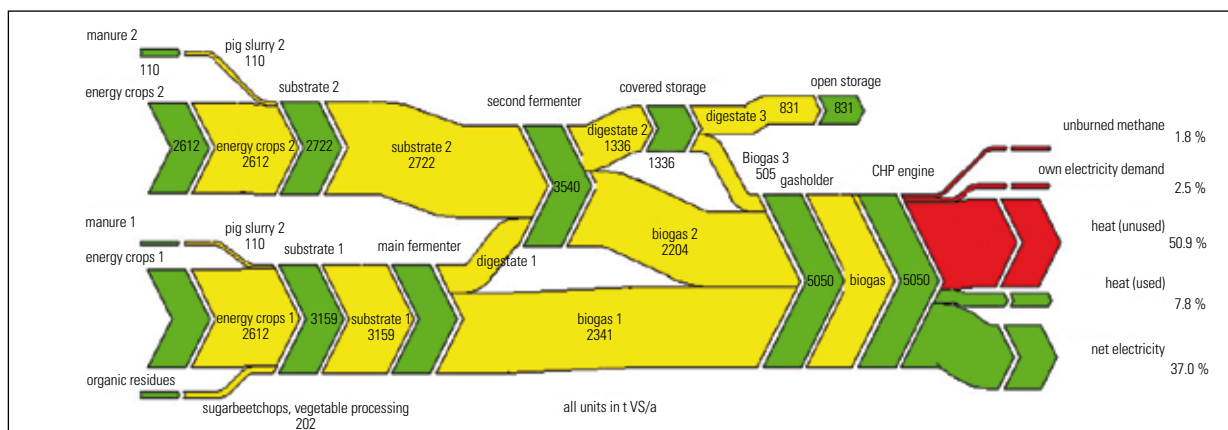 manure 2
110
pig slurry 2
110
energy crops 2
2612
energy crops 2
2612
substrate 2
2722
substrate 2
2722
second fermenter
3540
digestate 2
1336
covered storage
1336
digestate 3
831
open storage
831
Biogas 3
505
gasholder
5050
biogas
CHP engine
5050
unburned methane
1.8 %
own electricity demand
2.5 %
heat (unused)
50.9 %
heat (used)
7.8 %
net electricity
37.0 %
manure 1
pig slurry 2
110
energy crops 1
energy crops 1
2612
substrate 1
3159
substrate 1
3159
main fermenter
digestate 1
biogas 2
2204
biogas 1
2341
organic residues
sugarbeetchops, vegetable processing
202
all units in t VS/a